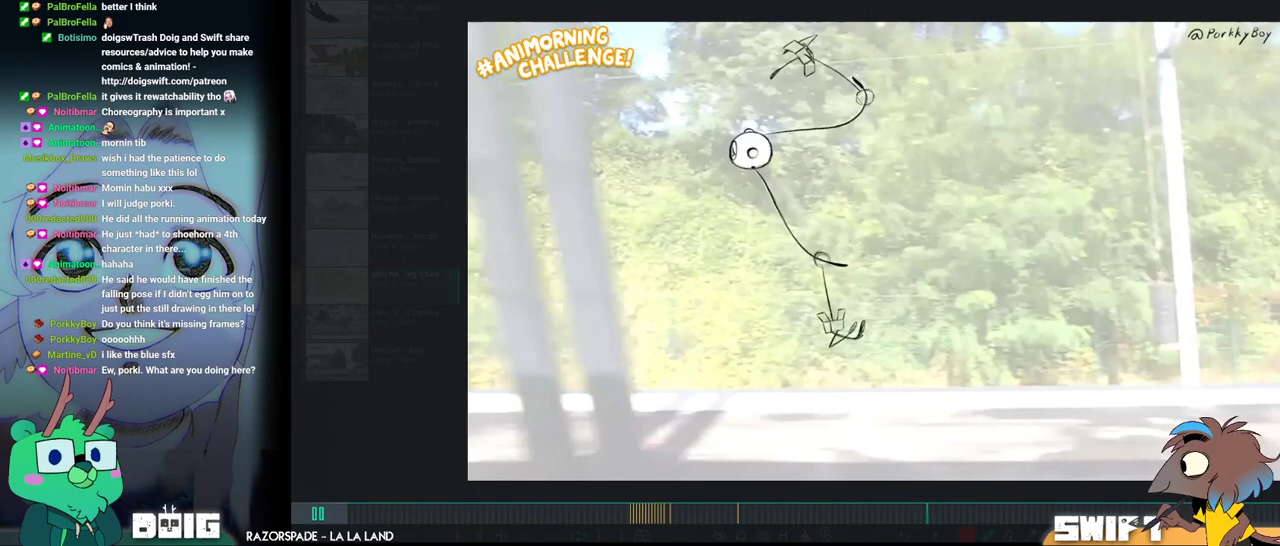 PalBroFella better I think
PalBroFella
Botisimo doigswTrash Doig and Swift share
resources/advice to help you make
comics & animation! -
http://doigswift.com/patreon
PalBroFella it gives it rewatchability tho
Noitibmar Choreography is important x
Animatoon
Animatoon mornin tib
wish i had the patience to do
something like this lol
Noitibmar Mornin habu xxx
Noitibmar I will judge porki.
He did all the running animation today
Noitibmar He just *had* to shoehorn a 4th
character in there...
Animatoon hahaha
He said he would have finished the
falling pose if I didn't egg him on to
just put the still drawing in there lol
PorkkyBoy Do you think it's missing frames?
PorkkyBoy ooooohhh
Martine_vD i like the blue sfx
Noitibmar Ew, porki. What are you doing here?
#ANIMORNING
CHALLENGE!
@PorkkyBoy
DOIG
RAZORSPADE - LA LA LAND
SWIFT